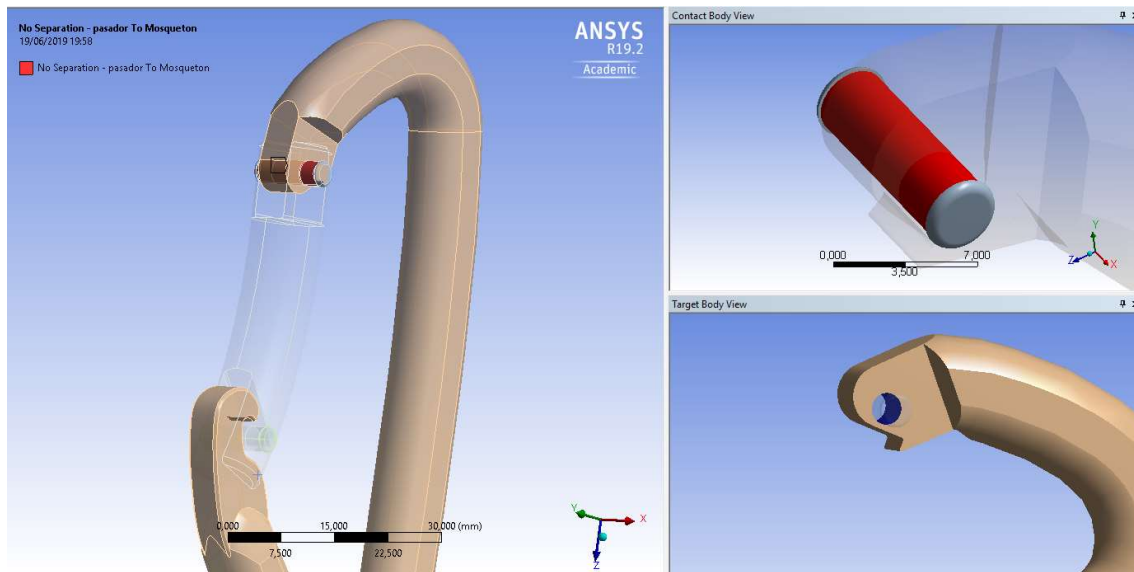 No Separation - pasador To Mosqueton
19/06/2019 19:58
No Separation - pasador To Mosqueton
ANSYS
R19.2
Academic
0,000
15,000
30,000 (mm)
7,500
22,500
Y
X
Z
Contact Body View
0,000
7,000
3,500
Y
Z
X
Target Body View